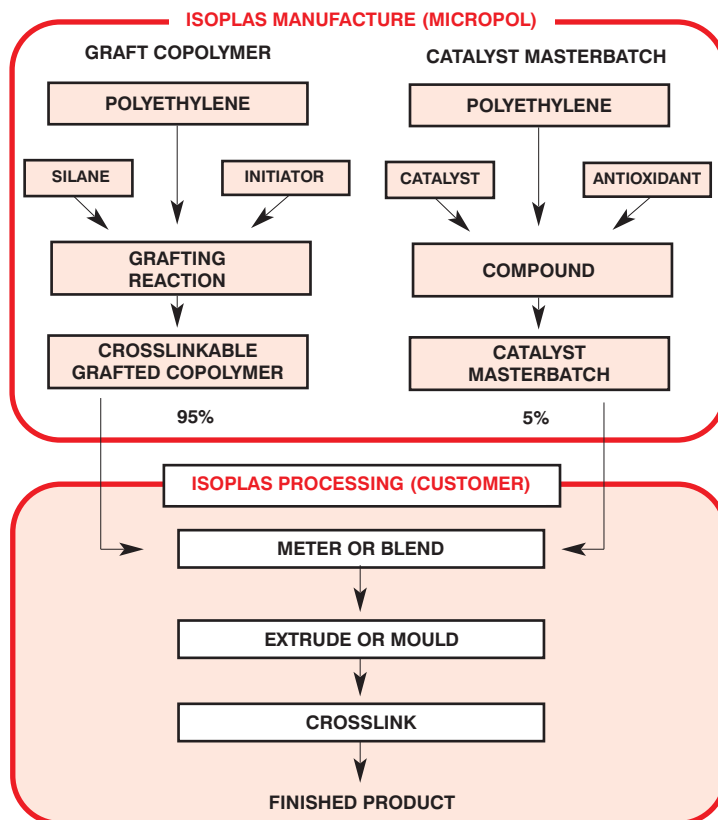 ISOPLAS MANUFACTURE (MICROPOL)
GRAFT COPOLYMER
CATALYST MASTERBATCH
POLYETHYLENE
POLYETHYLENE
SILANE
INITIATOR
CATALYST
ANTIOXIDANT
GRAFTING
REACTION
COMPOUND
CROSSLINKABLE
GRAFTED COPOLYMER
CATALYST
MASTERBATCH
95%
5%
ISOPLAS PROCESSING (CUSTOMER)
METER OR BLEND
EXTRUDE OR MOULD
CROSSLINK
FINISHED PRODUCT